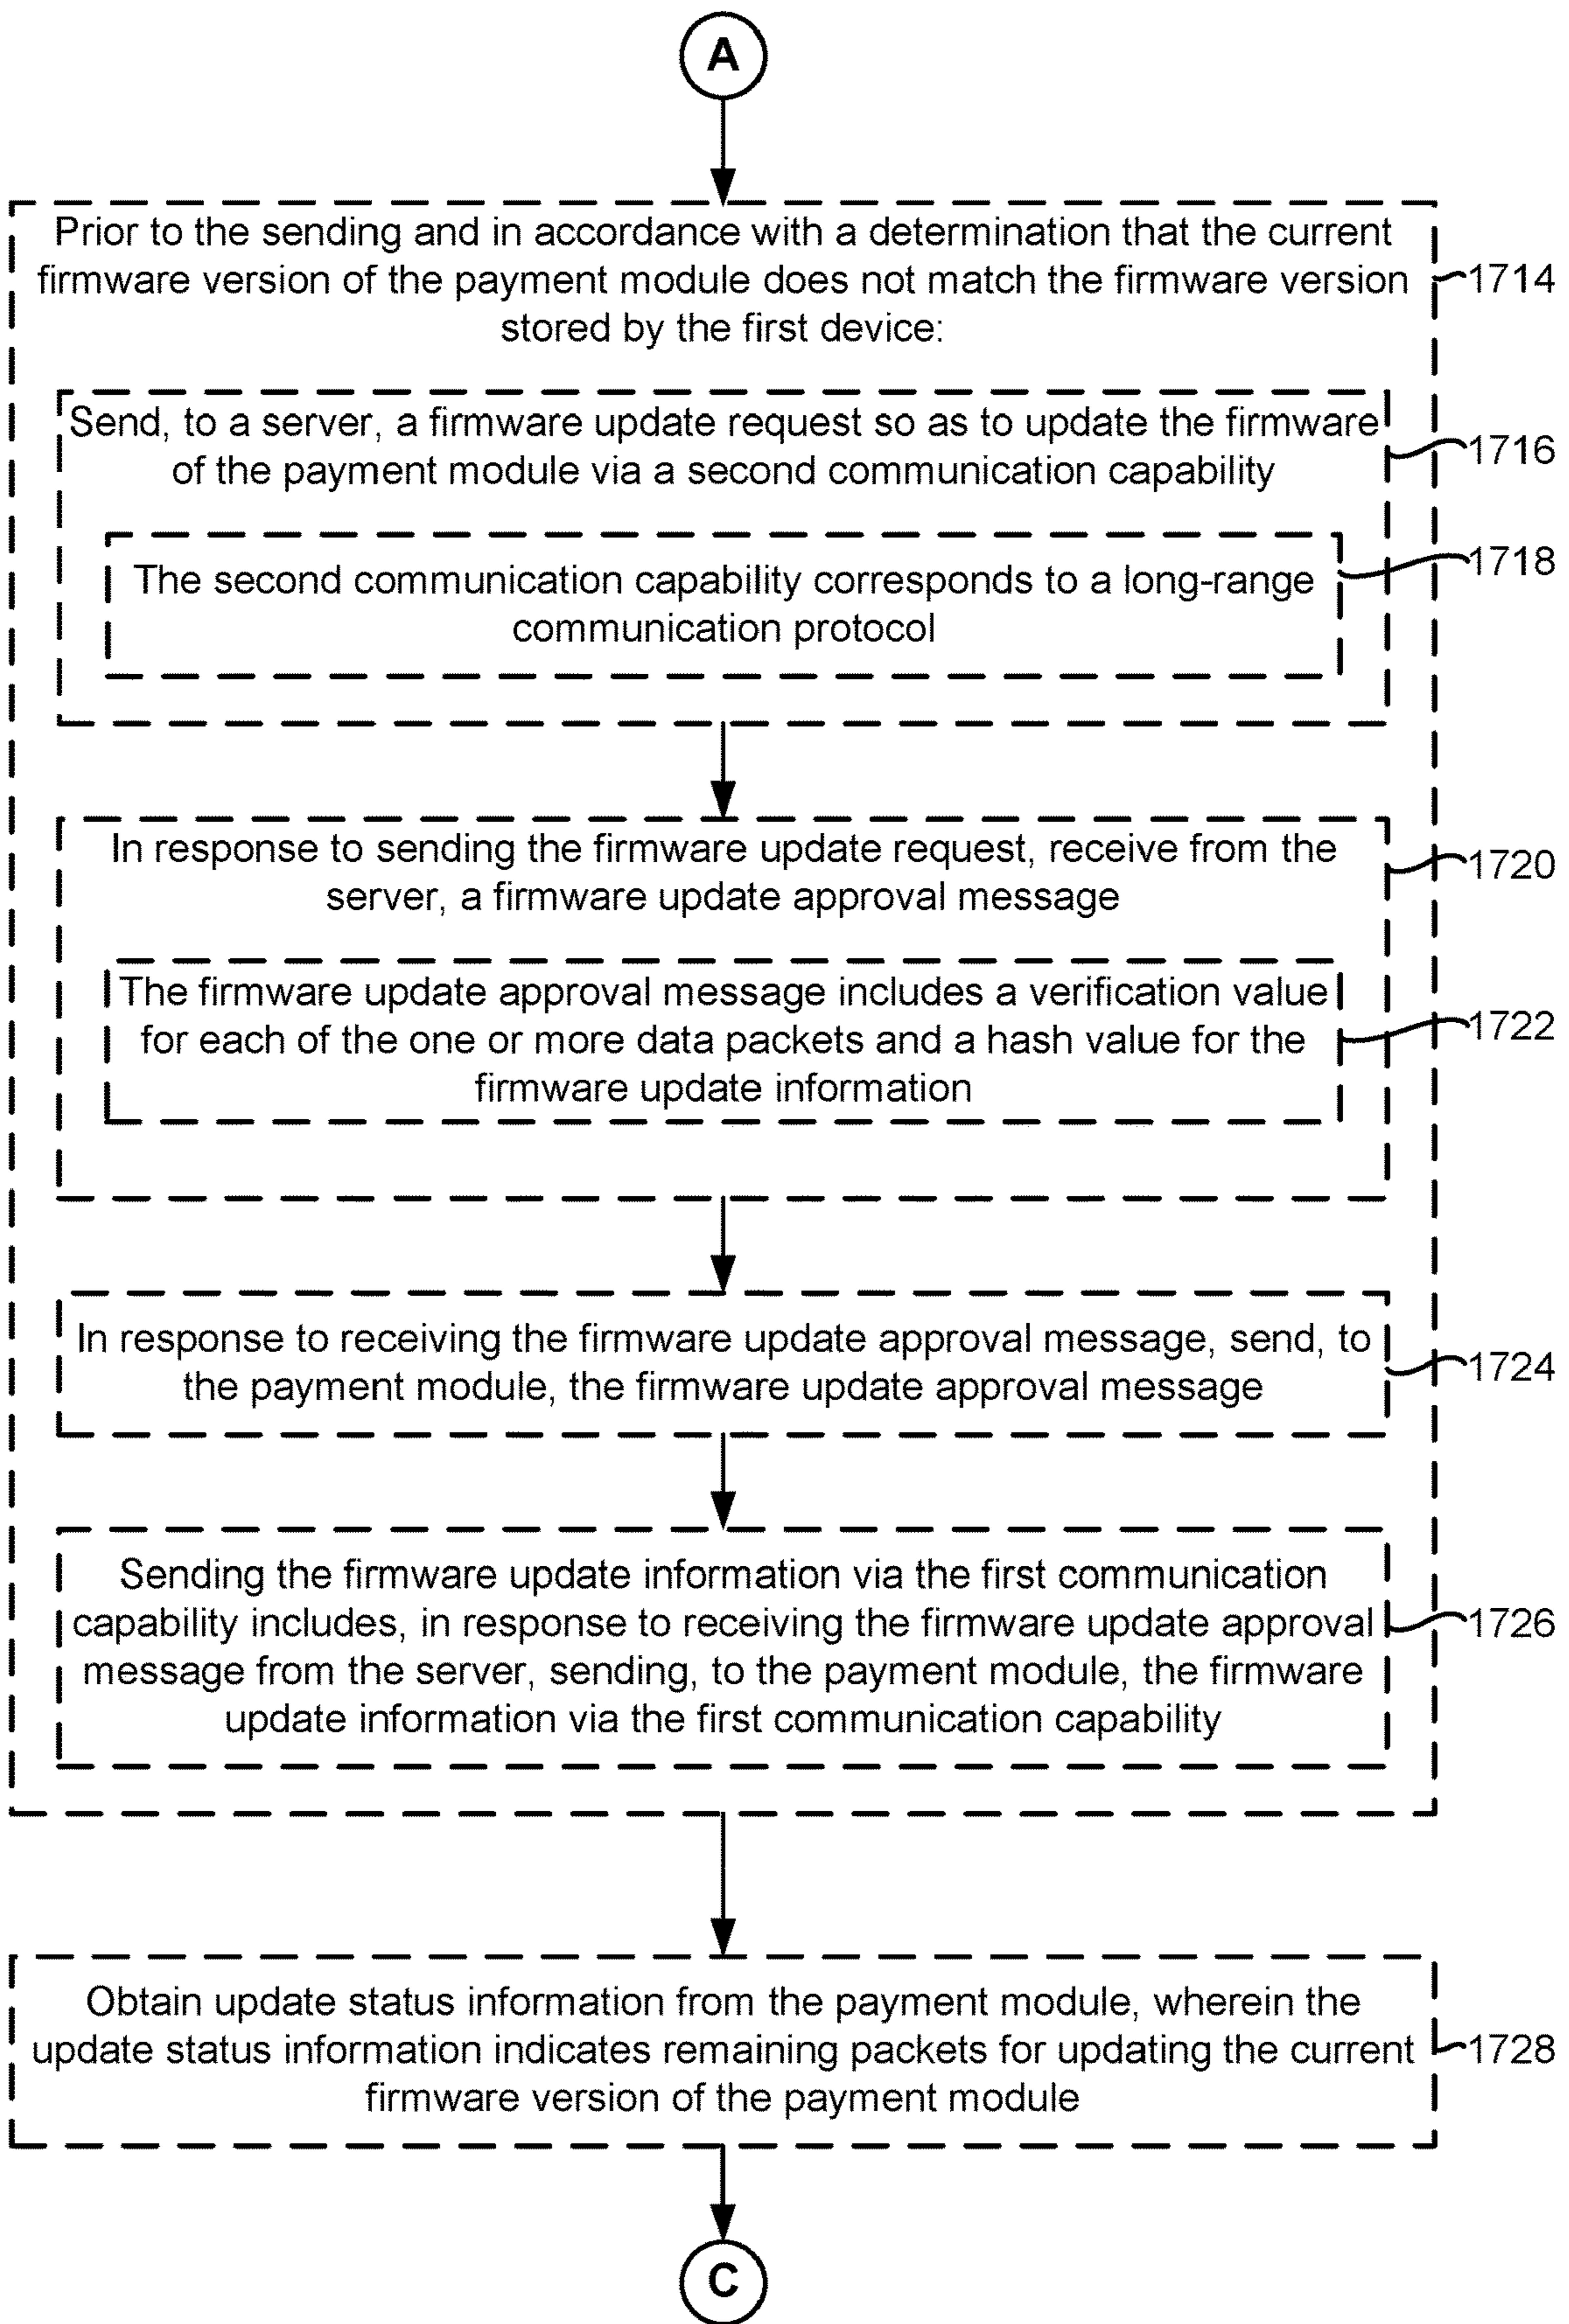 A
Prior to the sending and in accordance with a determination that the current
firmware version of the payment module does not match the firmware version
stored by the first device:
1714
Send, to a server, a firmware update request so as to update the firmware
of the payment module via a second communication capability
1716
The second communication capability corresponds to a long-range
communication protocol
1718
In response to sending the firmware update request, receive from the
server, a firmware update approval message
1720
The firmware update approval message includes a verification value
for each of the one or more data packets and a hash value for the
firmware update information
1722
In response to receiving the firmware update approval message, send, to
the payment module, the firmware update approval message
1724
Sending the firmware update information via the first communication
capability includes, in response to receiving the firmware update approval
message from the server, sending, to the payment module, the firmware
update information via the first communication capability
1726
Obtain update status information from the payment module, wherein the
update status information indicates remaining packets for updating the current
firmware version of the payment module
1728
C